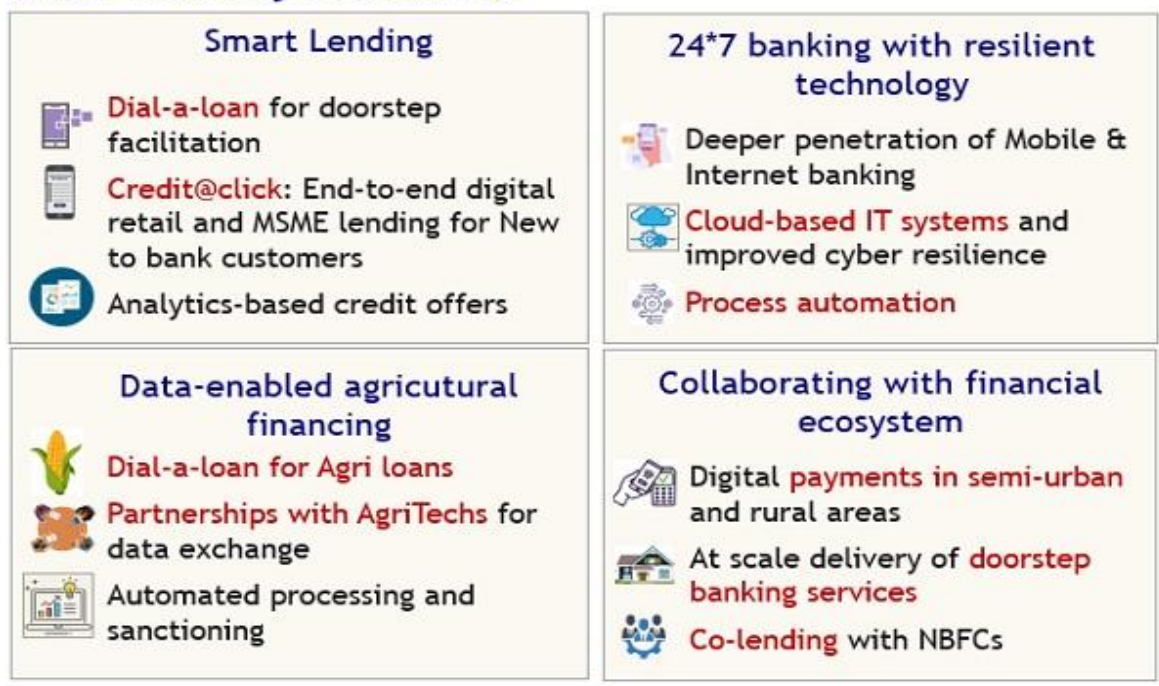 Smart Lending
Dial-a-loan for doorstep
facilitation
Credit@click: End-to-end digital
retail and MSME lending for New
to bank customers
Analytics-based credit offers
24*7 banking with resilient
technology
Deeper penetration of Mobile &
Internet banking
Cloud-based IT systems and
improved cyber resilience
Process automation
Data-enabled agricutural
financing
Dial-a-loan for Agri loans
Partnerships with AgriTechs for
data exchange
Automated processing and
sanctioning
Collaborating with financial
ecosystem
Digital payments in semi-urban
and rural areas
At scale delivery of doorstep
banking services
Co-lending with NBFCs